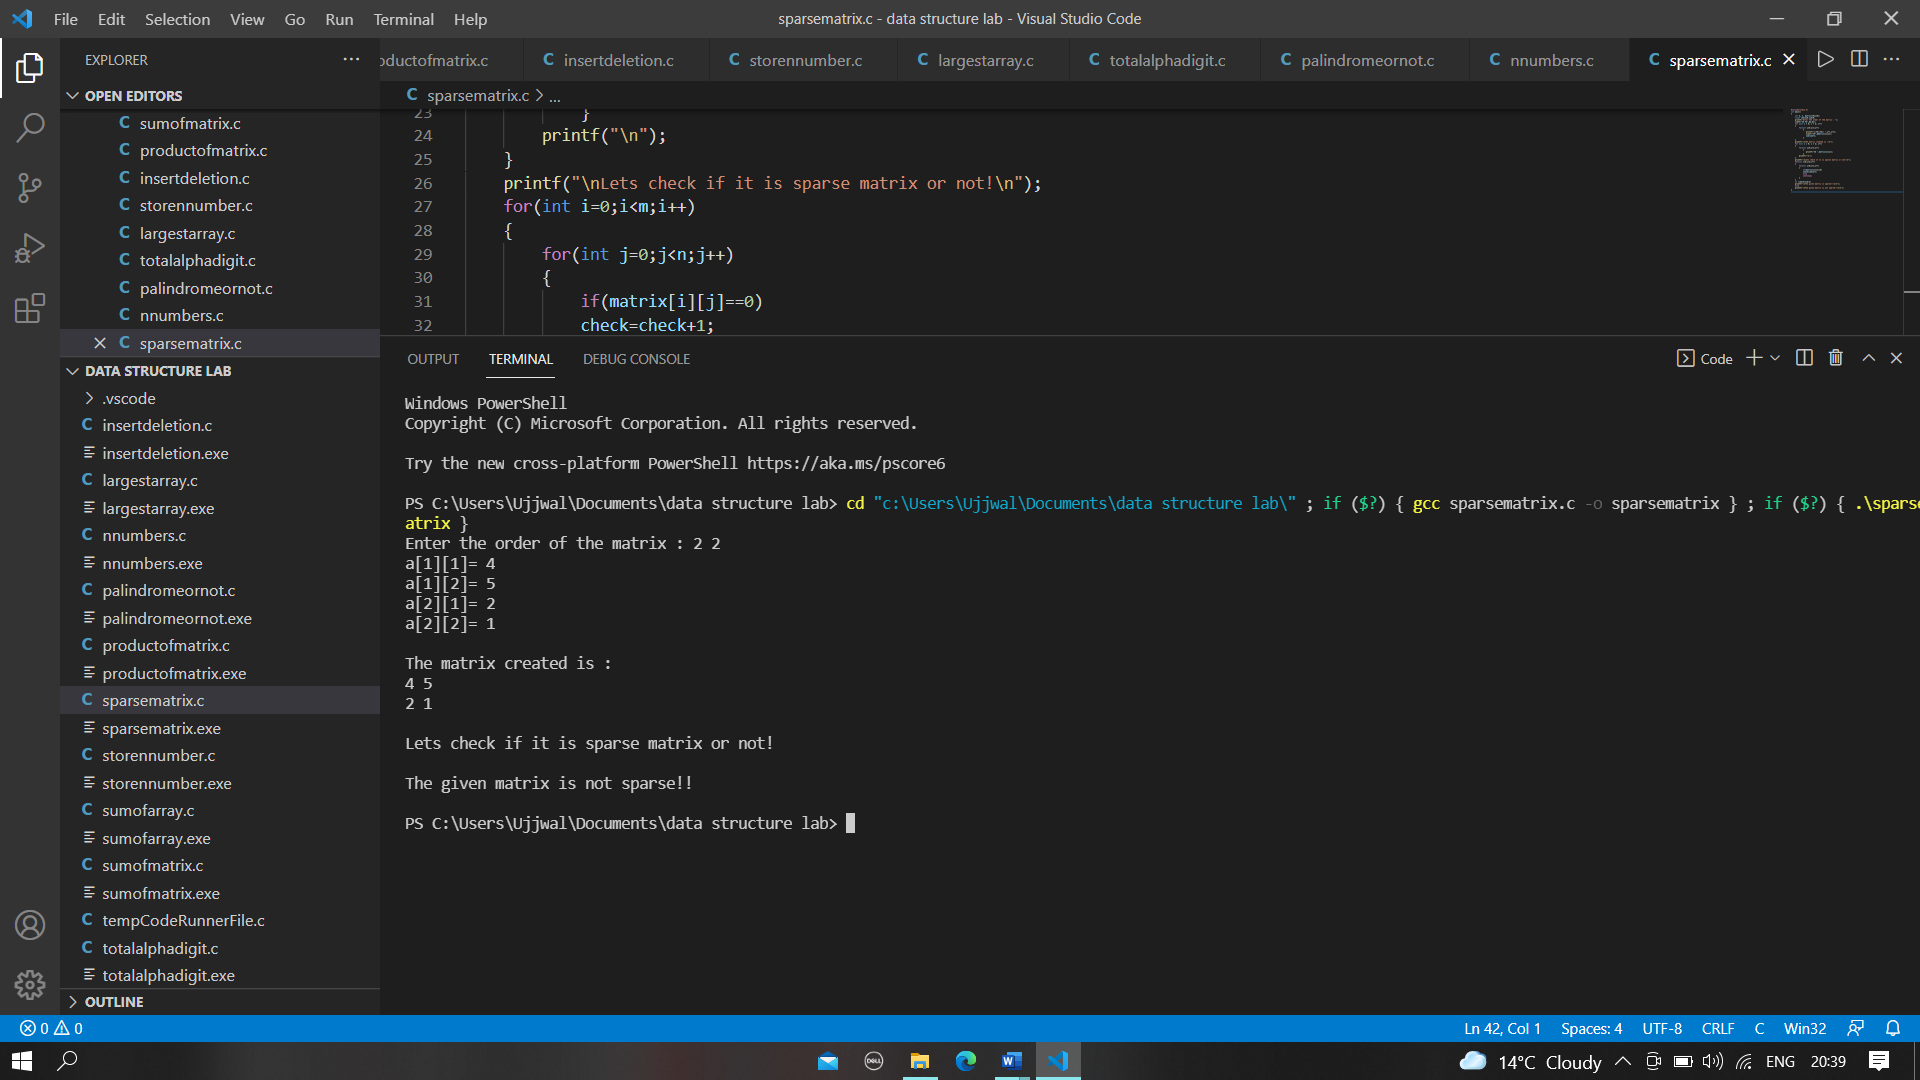 File Edit Selection View Go Run Terminal Help
sparsematrix.c - data structure lab - Visual Studio Code
EXPLORER
OPEN EDITORS
sumofmatrix.c
productofmatrix.c
insertdeletion.c
storennumber.c
largestarray.c
totalalphadigit.c
palindromeornot.c
nnumbers.c
sparsematrix.c
DATA STRUCTURE LAB
.vscode
insertdeletion.c
insertdeletion.exe
largestarray.c
largestarray.exe
nnumbers.c
nnumbers.exe
palindromeornot.c
palindromeornot.exe
productofmatrix.c
productofmatrix.exe
sparsematrix.c
sparsematrix.exe
storennumber.c
storennumber.exe
sumofarray.c
sumofarray.exe
sumofmatrix.c
sumofmatrix.exe
tempCodeRunnerFile.c
totalalphadigit.c
totalalphadigit.exe
OUTLINE
oductofmatrix.c C insertdeletion.c C storennumber.c C largestarray.c C totalalphadigit.c C palindromeornot.c C nnumbers.c C sparsematrix.c
C sparsematrix.c > ...
23 }
24 printf("\n");
25 }
26 printf("\nLets check if it is sparse matrix or not!\n");
27 for(int i=0;i<m;i++)
28 {
29 for(int j=0;j<n;j++)
30 {
31 if(matrix[i][j]==0)
32 check=check+1;
OUTPUT TERMINAL DEBUG CONSOLE
Code
Windows PowerShell
Copyright (C) Microsoft Corporation. All rights reserved.
Try the new cross-platform PowerShell https://aka.ms/pscore6
PS C:\Users\Ujjwal\Documents\data structure lab> cd "c:\Users\Ujjwal\Documents\data structure lab\" ; if ($?) { gcc sparsematrix.c -o sparsematrix } ; if ($?) { .\sparse
atrix }
Enter the order of the matrix : 2 2
a[1][1]= 4
a[1][2]= 5
a[2][1]= 2
a[2][2]= 1
The matrix created is :
4 5
2 1
Lets check if it is sparse matrix or not!
The given matrix is not sparse!!
PS C:\Users\Ujjwal\Documents\data structure lab>
0 0
Ln 42, Col 1 Spaces: 4 UTF-8 CRLF C Win32
DELL
W
14°C Cloudy
ENG 20:39